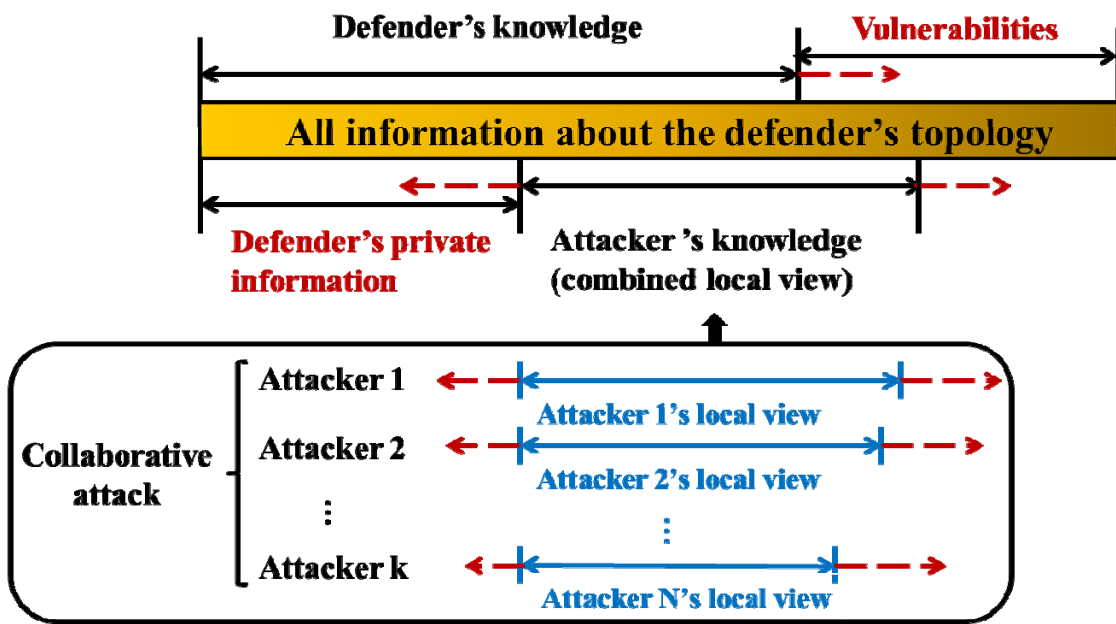 Defender’s knowledge
Vulnerabilities
All information about the defender’s topology
Defender’s private
information
Attacker ’s knowledge
(combined local view)
Collaborative
attack
Attacker 1
Attacker 1’s local view
Attacker 2
Attacker 2’s local view
⋮
⋮
Attacker k
Attacker N’s local view